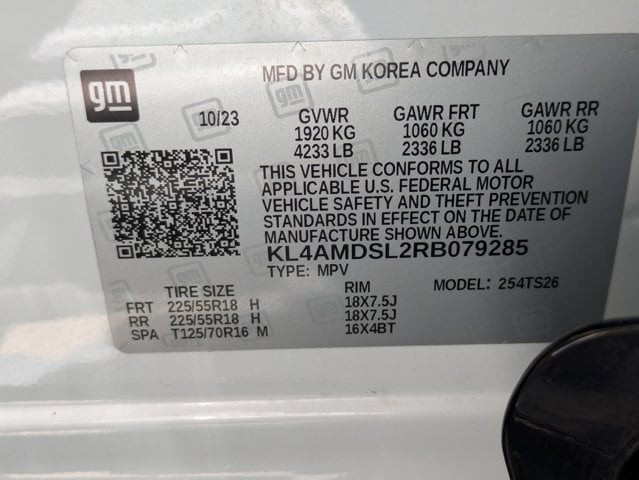 gm
MFD BY GM KOREA COMPANY
10/23 GVWR GAWR FRT GAWR RR
1920 KG 1060 KG 1060 KG
4233 LB 2336 LB 2336 LB
THIS VEHICLE CONFORMS TO ALL
APPLICABLE U.S. FEDERAL MOTOR
VEHICLE SAFETY AND THEFT PREVENTION
STANDARDS IN EFFECT ON THE DATE OF
MANUFACTURE SHOWN ABOVE.
KL4AMDSL2RB079285
TYPE: MPV MODEL: 254TS26
TIRE SIZE RIM
FRT 225/55R18 H 18X7.5J
RR 225/55R18 H 18X7.5J
SPA T125/70R16 M 16X4BT